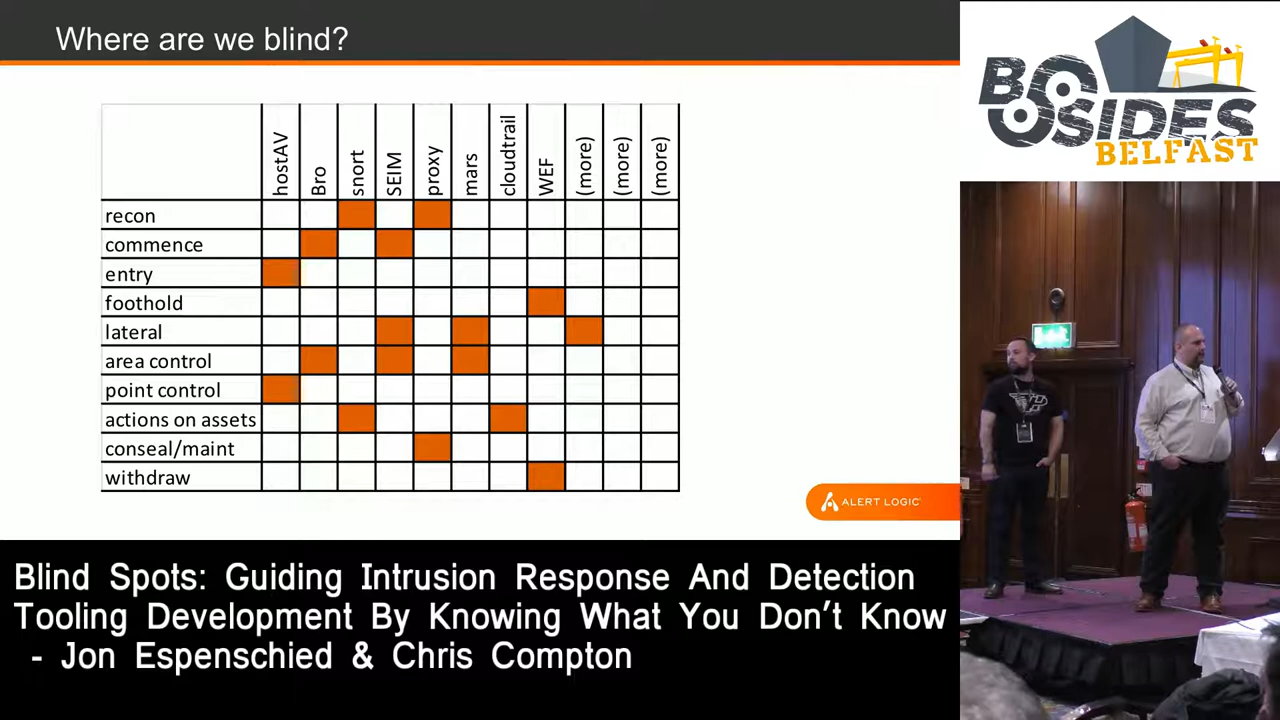 Where are we blind?
hostAV
Bro
snort
SEIM
proxy
mars
cloudtrail
WEF
(more)
(more)
(more)
recon
commence
entry
foothold
lateral
area control
point control
actions on assets
conseal/maint
withdraw
ALERT LOGIC
BSIDES
BELFAST
Exit
Blind Spots: Guiding Intrusion Response And Detection
Tooling Development By Knowing What You Don't Know
- Jon Espenschied & Chris Compton